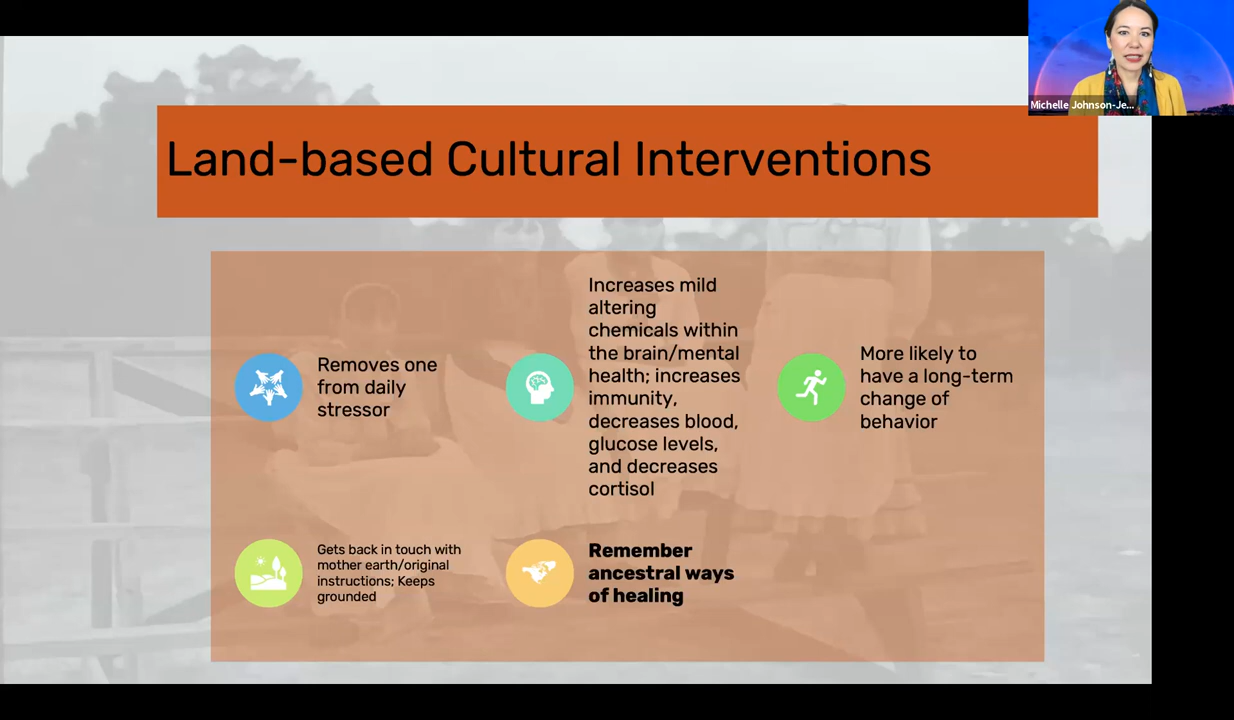 Michelle Johnson-Je...
Land-based Cultural Interventions
Removes one
from daily
stressor
Increases mild
altering
chemicals within
the brain/mental
health; increases
immunity,
decreases blood,
glucose levels,
and decreases
cortisol
More likely to
have a long-term
change of
behavior
Gets back in touch with
mother earth/original
instructions; Keeps
grounded
Remember
ancestral ways
of healing